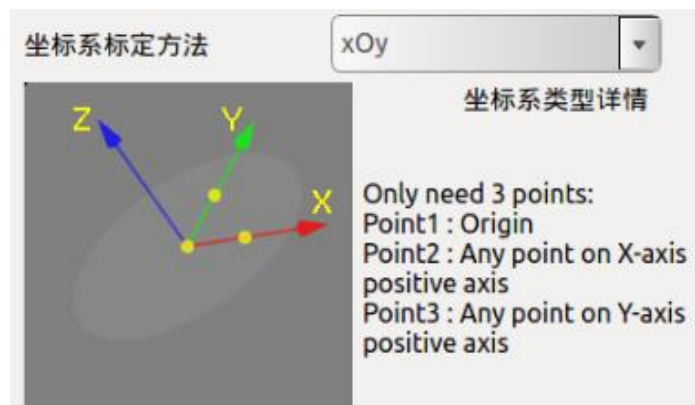 坐标系标定方法
xOy
坐标系类型详情
Z
Y
X
Only need 3 points:
Point1 : Origin
Point2 : Any point on X-axis
positive axis
Point3 : Any point on Y-axis
positive axis